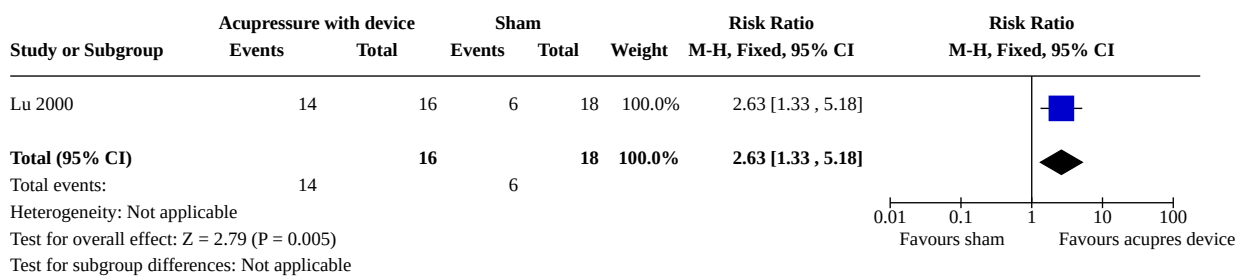 Acupressure with device Sham Risk Ratio Risk Ratio
Study or Subgroup Events Total Events Total Weight M-H, Fixed, 95% CI M-H, Fixed, 95% CI
Lu 2000 14 16 6 18 100.0% 2.63 [1.33 , 5.18]
Total (95% CI) 16 18 100.0% 2.63 [1.33 , 5.18]
Total events: 14 6
Heterogeneity: Not applicable 0.01 0.1 1 10 100
Test for overall effect: Z = 2.79 (P = 0.005) Favours sham Favours acupres device
Test for subgroup differences: Not applicable